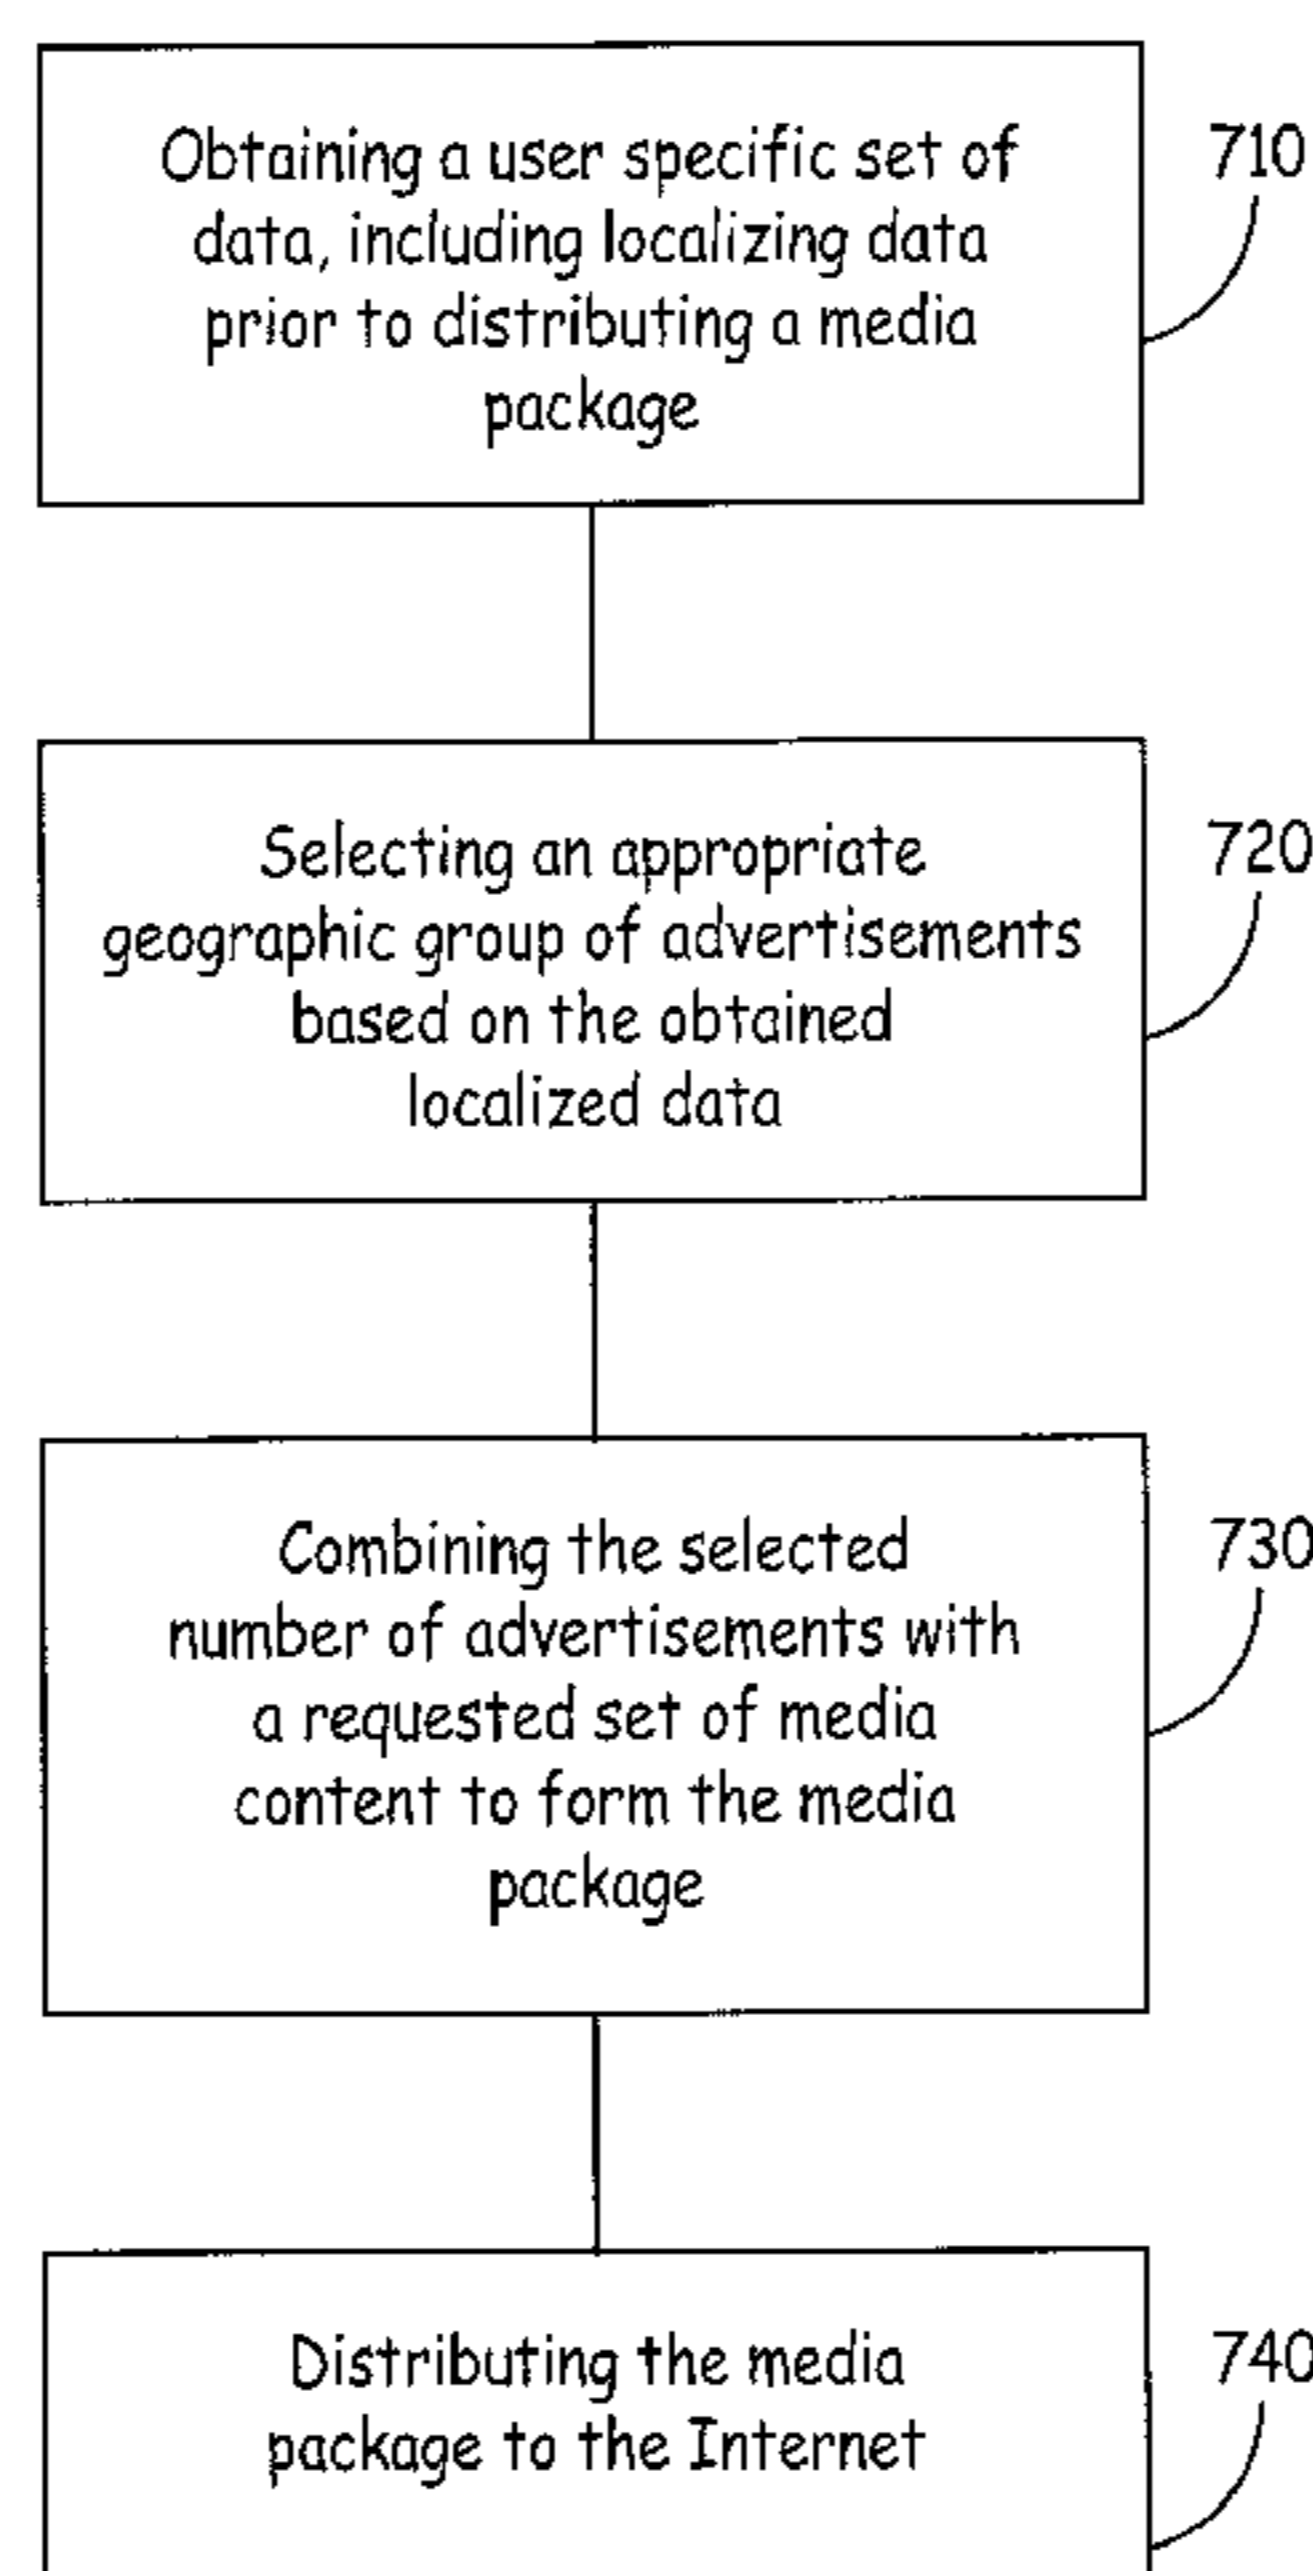 Obtaining a user specific set of
data, including localizing data
prior to distributing a media
package
710
Selecting an appropriate
geographic group of advertisements
based on the obtained
localized data
720
Combining the selected
number of advertisements with
a requested set of media
content to form the media
package
730
Distributing the media
package to the Internet
740